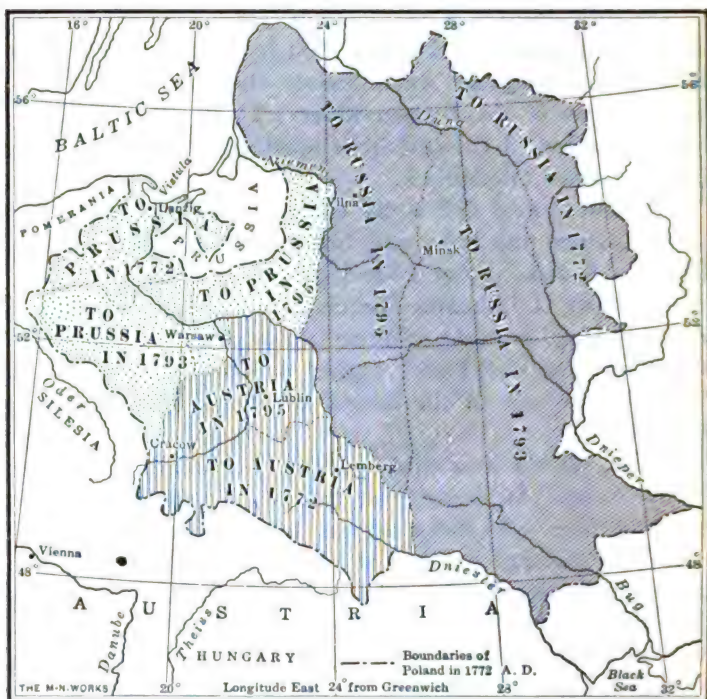 16°
20°
24°
28°
32°
56°
56°
BALTIC SEA
Duna
TO RUSSIA IN 1772
TO RUSSIA IN 1795
TO RUSSIA IN 1793
Niemen
Vilna
Minsk
Vistula
POMERANIA
Danzig
TO PRUSSIA IN 1772
PRUSSIA
TO PRUSSIA
IN
1795
TO
PRUSSIA
IN 1793
Warsaw
52°
52°
Oder
SILESIA
TO
AUSTRIA
IN 1795
Lublin
Cracow
TO AUSTRIA
IN 1772
Lemberg
Dnieper
Vienna
48°
48°
Dniester
Bug
AUSTRIA
Danube
Theiss
HUNGARY
Boundaries of
Poland in 1772 A. D.
Black
Sea
THE M.-N. WORKS
20°
Longitude East 24° from Greenwich
28°
32°